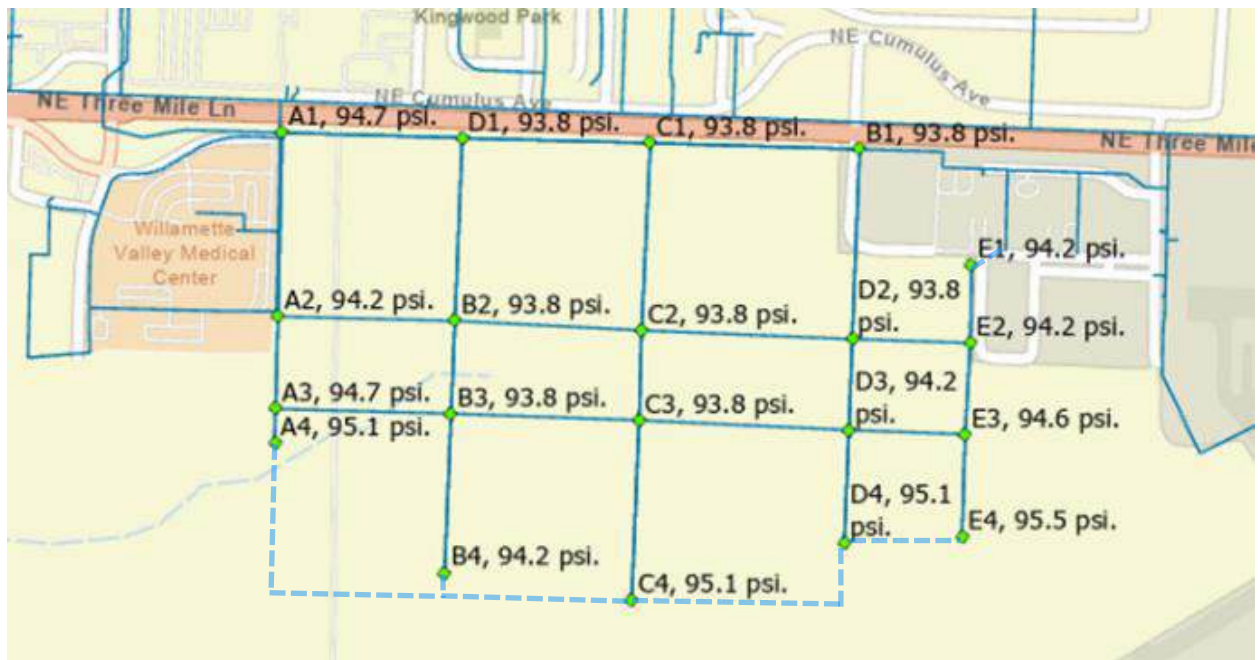 Kingwood Park
NE Cumulus Ave
NE Three Mile Ln
NE Cumulus Ave
A1, 94.7 psi.
D1, 93.8 psi.
C1, 93.8 psi.
B1, 93.8 psi.
NE Three Mile
Willamette
Valley Medical
Center
E1, 94.2 psi.
A2, 94.2 psi.
B2, 93.8 psi.
C2, 93.8 psi.
D2, 93.8
psi.
E2, 94.2 psi.
A3, 94.7 psi.
B3, 93.8 psi.
C3, 93.8 psi.
D3, 94.2
psi.
E3, 94.6 psi.
A4, 95.1 psi.
B4, 94.2 psi.
C4, 95.1 psi.
D4, 95.1
psi.
E4, 95.5 psi.